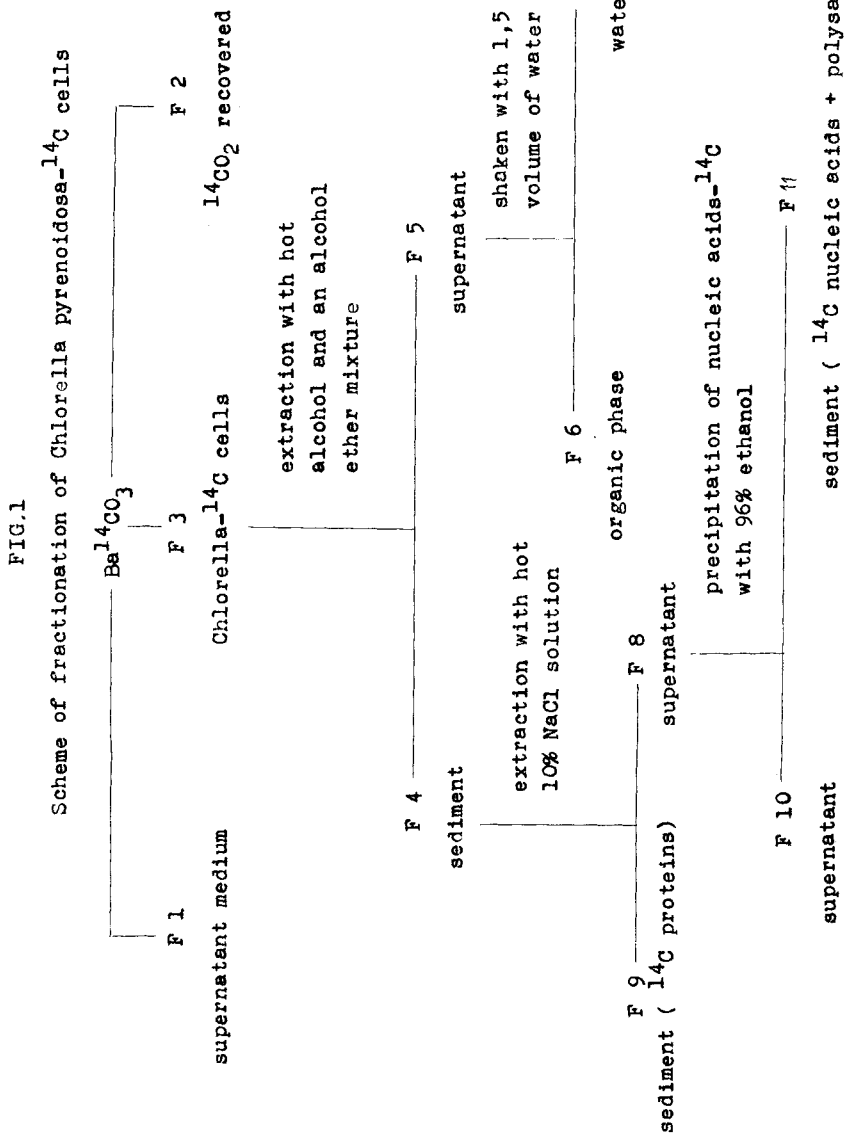 FIG.1
Scheme of fractionation of Chlorella pyrenoidosa-14C cells
Ba14CO3
F 1
supernatant medium
F 3
Chlorella-14C cells
F 2
14CO2 recovered
extraction with hot
alcohol and an alcohol
ether mixture
F 4
sediment
F 5
supernatant
extraction with hot
10% NaCl solution
shaken with 1,5
volume of water
F 6
organic phase
F 9
sediment ( 14C proteins)
F 8
supernatant
precipitation of nucleic acids-14C
with 96% ethanol
F 10
supernatant
F 11
sediment ( 14C nucleic acids +